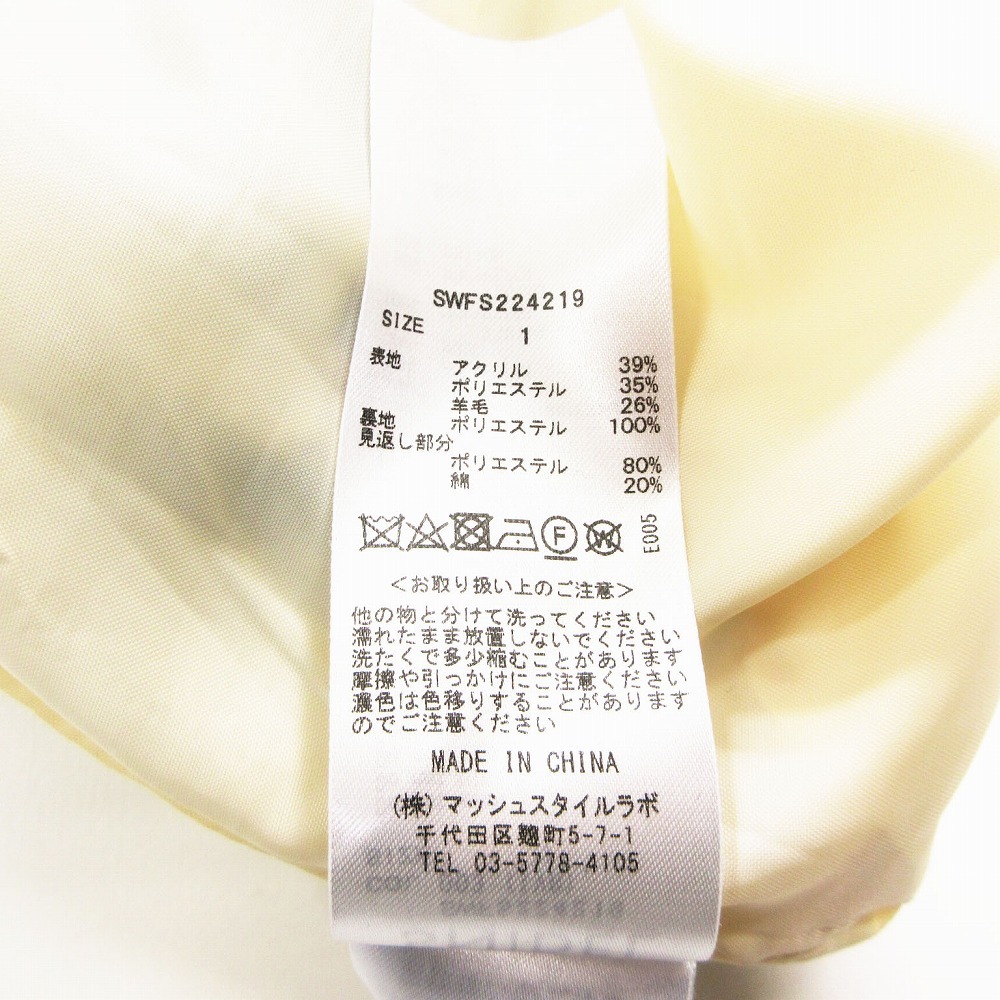 SWFS224219
SIZE 1
表地 アクリル 39%
ポリエステル 35%
羊毛 26%
裏地 ポリエステル 100%
見返し部分
ポリエステル 80%
綿 20%
F W E005
<お取り扱い上のご注意>
他の物と分けて洗ってください
濡れたまま放置しないでください
洗たくで多少縮むことがあります
摩擦や引っかけにご注意ください
濃色は色移りすることがあります
のでご注意ください
MADE IN CHINA
(株)マッシュスタイルラボ
千代田区麹町5-7-1
TEL 03-5778-4105